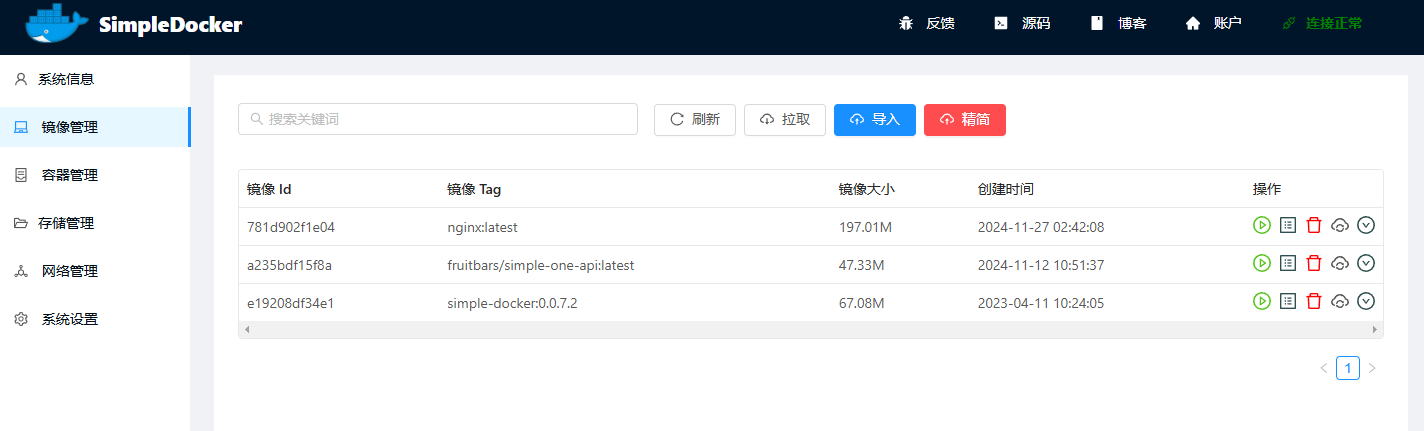 SimpleDocker 反馈 源码 博客 账户 连接正常
系统信息
镜像管理
容器管理
存储管理
网络管理
系统设置
搜索关键词 刷新 拉取 导入 精简
镜像 Id 镜像 Tag 镜像大小 创建时间 操作
781d902f1e04 nginx:latest 197.01M 2024-11-27 02:42:08
a235bdf15f8a fruitbars/simple-one-api:latest 47.33M 2024-11-12 10:51:37
e19208df34e1 simple-docker:0.0.7.2 67.08M 2023-04-11 10:24:05
1